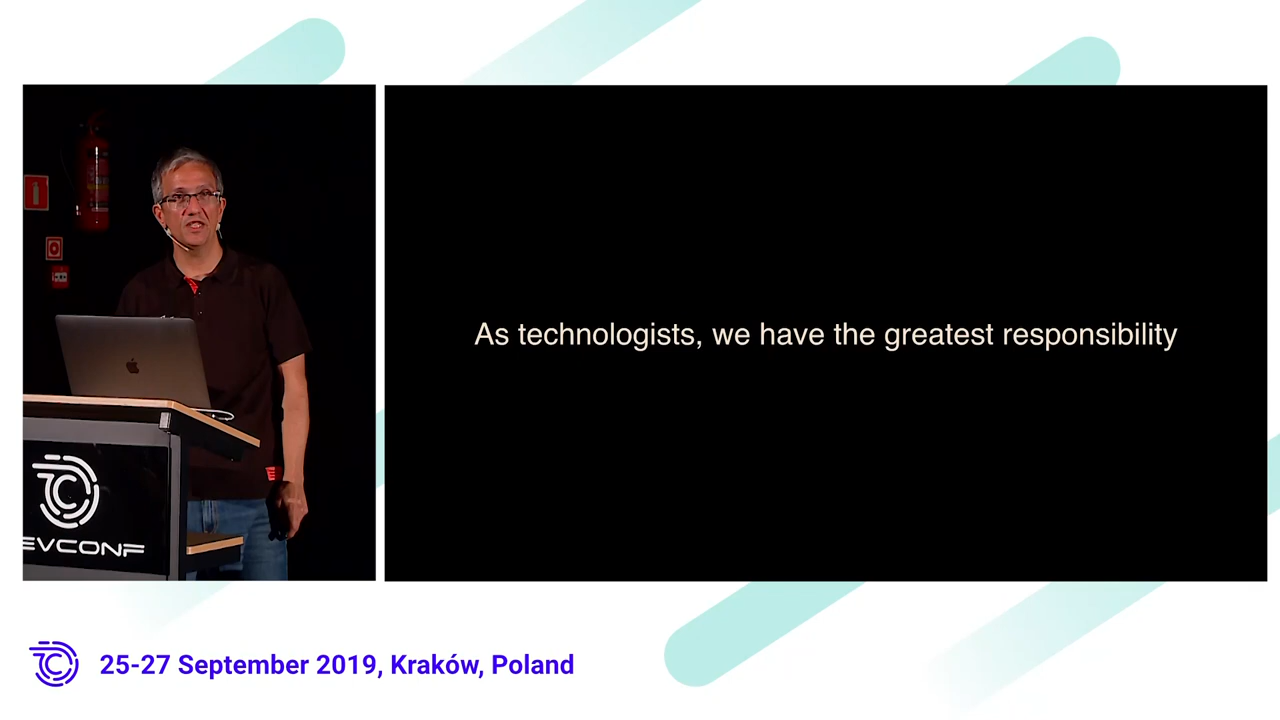 As technologists, we have the greatest responsibility
EVCONF
25-27 September 2019, Kraków, Poland